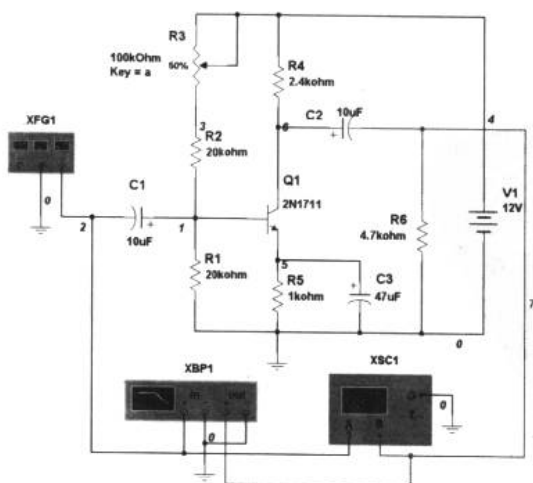 R3
100kOhm
Key = a
50%
R4
2.4kohm
C2
10uF
XFG1
3
R2
20kohm
6
4
C1
Q1
2N1711
V1
12V
0
2
10uF
1
R6
4.7kohm
R1
20kohm
5
R5
1kohm
C3
47uF
7
0
XBP1
XSC1
in
out
0
A
B
G
T
0